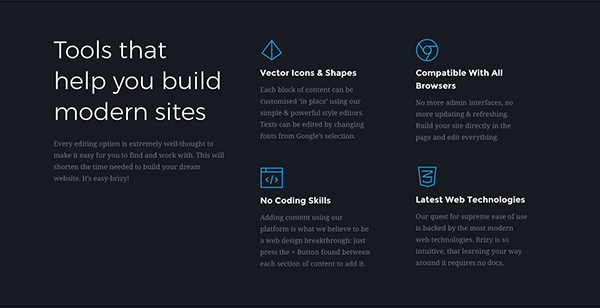 Tools that
help you build
modern sites
Every editing option is extremely well-thought to
make it easy for you to find and work with. This will
shorten the time needed to build your dream
website. It's easy-brizy!
Vector Icons & Shapes
Each block of content can be
customised 'in place' using our
simple & powerful style editors.
Texts can be edited by changing
fonts from Google's selection.
Compatible With All
Browsers
No more admin interfaces, no
more updating & refreshing.
Build your site directly in the
page and edit everything.
No Coding Skills
Adding content using our
platform is what we believe to be
a web design breakthrough: just
press the + Button found between
each section of content to add it.
Latest Web Technologies
Our quest for supreme ease of use
is backed by the most modern
web technologies. Brizy is so
intuitive, that learning your way
around it requires no docs.